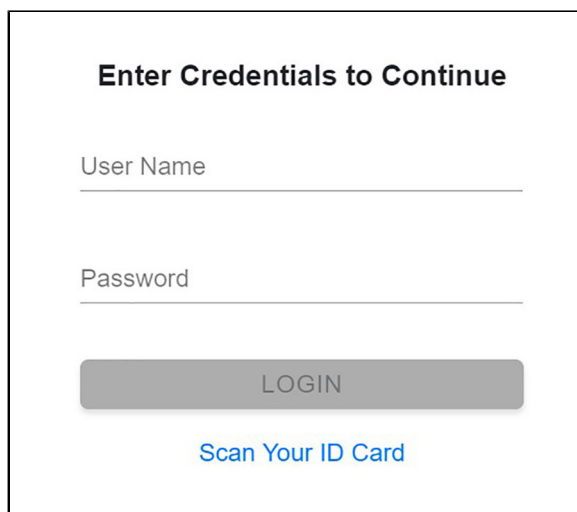 Enter Credentials to Continue
User Name
Password
LOGIN
Scan Your ID Card